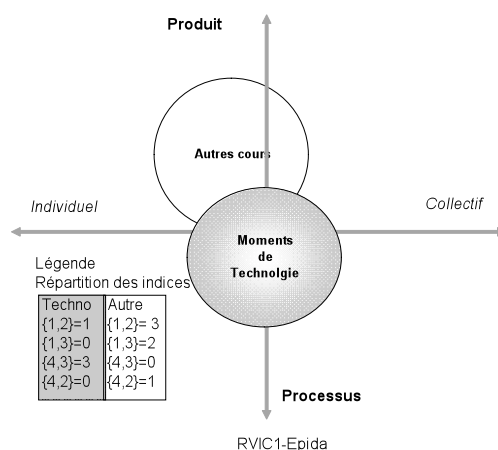 Produit
Autres cours
Individuel
Collectif
Moments
de
Technolgie
Légende
Répartition des indices
Techno Autre
{1,2}=1 {1,2}= 3
{1,3}=0 {1,3}=2
{4,3}=3 {4,3}=0
{4,2}=0 {4,2}=1
Processus
RVIC1-Epida